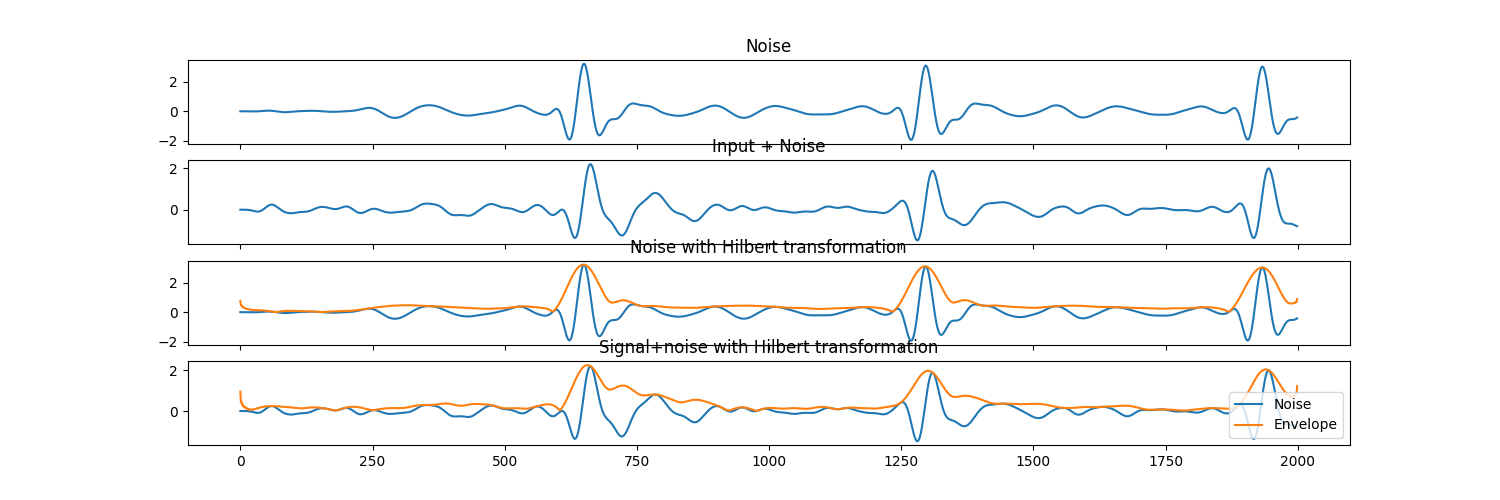 Noise
2
0
−2
Input + Noise
2
0
Noise with Hilbert transformation
2
0
−2
Signal+noise with Hilbert transformation
2
0
Noise
Envelope
0 250 500 750 1000 1250 1500 1750 2000